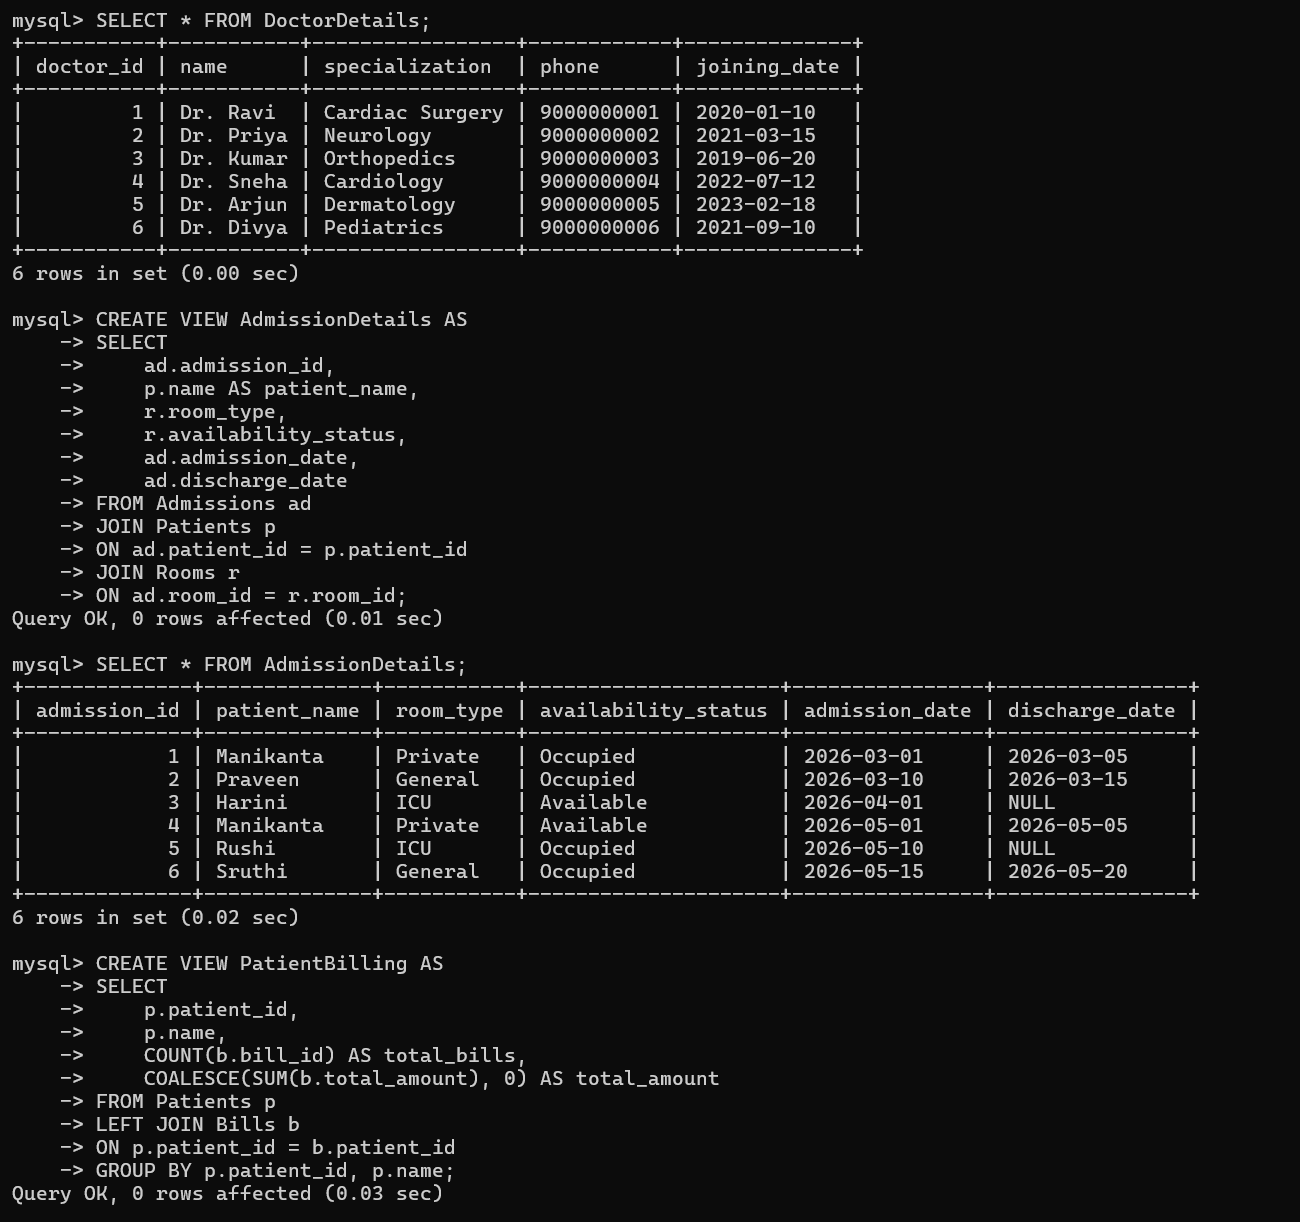 mysql> SELECT * FROM DoctorDetails;
+-----------+-----------+-----------------+------------+--------------+
| doctor_id | name      | specialization  | phone      | joining_date |
+-----------+-----------+-----------------+------------+--------------+
|         1 | Dr. Ravi  | Cardiac Surgery | 9000000001 | 2020-01-10   |
|         2 | Dr. Priya | Neurology       | 9000000002 | 2021-03-15   |
|         3 | Dr. Kumar | Orthopedics     | 9000000003 | 2019-06-20   |
|         4 | Dr. Sneha | Cardiology      | 9000000004 | 2022-07-12   |
|         5 | Dr. Arjun | Dermatology     | 9000000005 | 2023-02-18   |
|         6 | Dr. Divya | Pediatrics      | 9000000006 | 2021-09-10   |
+-----------+-----------+-----------------+------------+--------------+
6 rows in set (0.00 sec)

mysql> CREATE VIEW AdmissionDetails AS
    -> SELECT
    ->     ad.admission_id,
    ->     p.name AS patient_name,
    ->     r.room_type,
    ->     r.availability_status,
    ->     ad.admission_date,
    ->     ad.discharge_date
    -> FROM Admissions ad
    -> JOIN Patients p
    -> ON ad.patient_id = p.patient_id
    -> JOIN Rooms r
    -> ON ad.room_id = r.room_id;
Query OK, 0 rows affected (0.01 sec)

mysql> SELECT * FROM AdmissionDetails;
+--------------+--------------+-----------+---------------------+----------------+----------------+
| admission_id | patient_name | room_type | availability_status | admission_date | discharge_date |
+--------------+--------------+-----------+---------------------+----------------+----------------+
|            1 | Manikanta    | Private   | Occupied            | 2026-03-01     | 2026-03-05     |
|            2 | Praveen      | General   | Occupied            | 2026-03-10     | 2026-03-15     |
|            3 | Harini       | ICU       | Available           | 2026-04-01     | NULL           |
|            4 | Manikanta    | Private   | Available           | 2026-05-01     | 2026-05-05     |
|            5 | Rushi        | ICU       | Occupied            | 2026-05-10     | NULL           |
|            6 | Sruthi       | General   | Occupied            | 2026-05-15     | 2026-05-20     |
+--------------+--------------+-----------+---------------------+----------------+----------------+
6 rows in set (0.02 sec)

mysql> CREATE VIEW PatientBilling AS
    -> SELECT
    ->     p.patient_id,
    ->     p.name,
    ->     COUNT(b.bill_id) AS total_bills,
    ->     COALESCE(SUM(b.total_amount), 0) AS total_amount
    -> FROM Patients p
    -> LEFT JOIN Bills b
    -> ON p.patient_id = b.patient_id
    -> GROUP BY p.patient_id, p.name;
Query OK, 0 rows affected (0.03 sec)